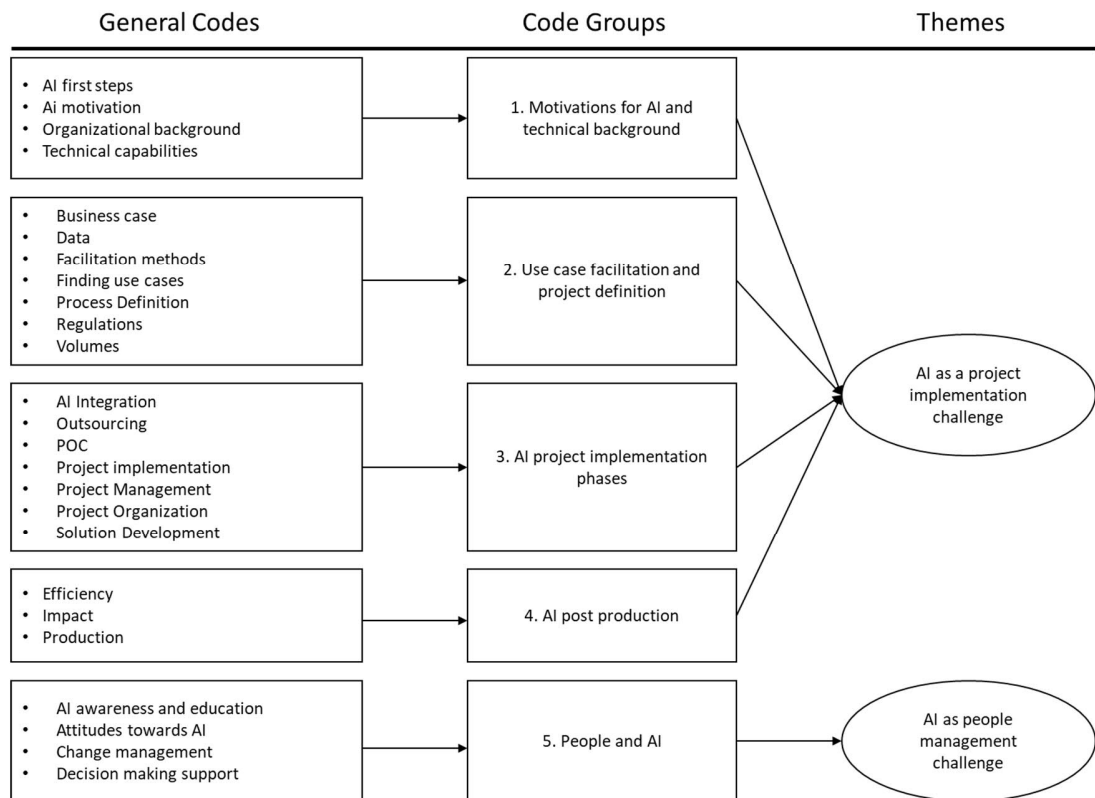 General Codes
Code Groups
Themes
• AI first steps
• Ai motivation
• Organizational background
• Technical capabilities
1. Motivations for AI and
technical background
• Business case
• Data
• Facilitation methods
• Finding use cases
• Process Definition
• Regulations
• Volumes
2. Use case facilitation and
project definition
• AI Integration
• Outsourcing
• POC
• Project implementation
• Project Management
• Project Organization
• Solution Development
3. AI project implementation
phases
• Efficiency
• Impact
• Production
4. AI post production
AI as a project
implementation
challenge
• AI awareness and education
• Attitudes towards AI
• Change management
• Decision making support
5. People and AI
AI as people
management
challenge